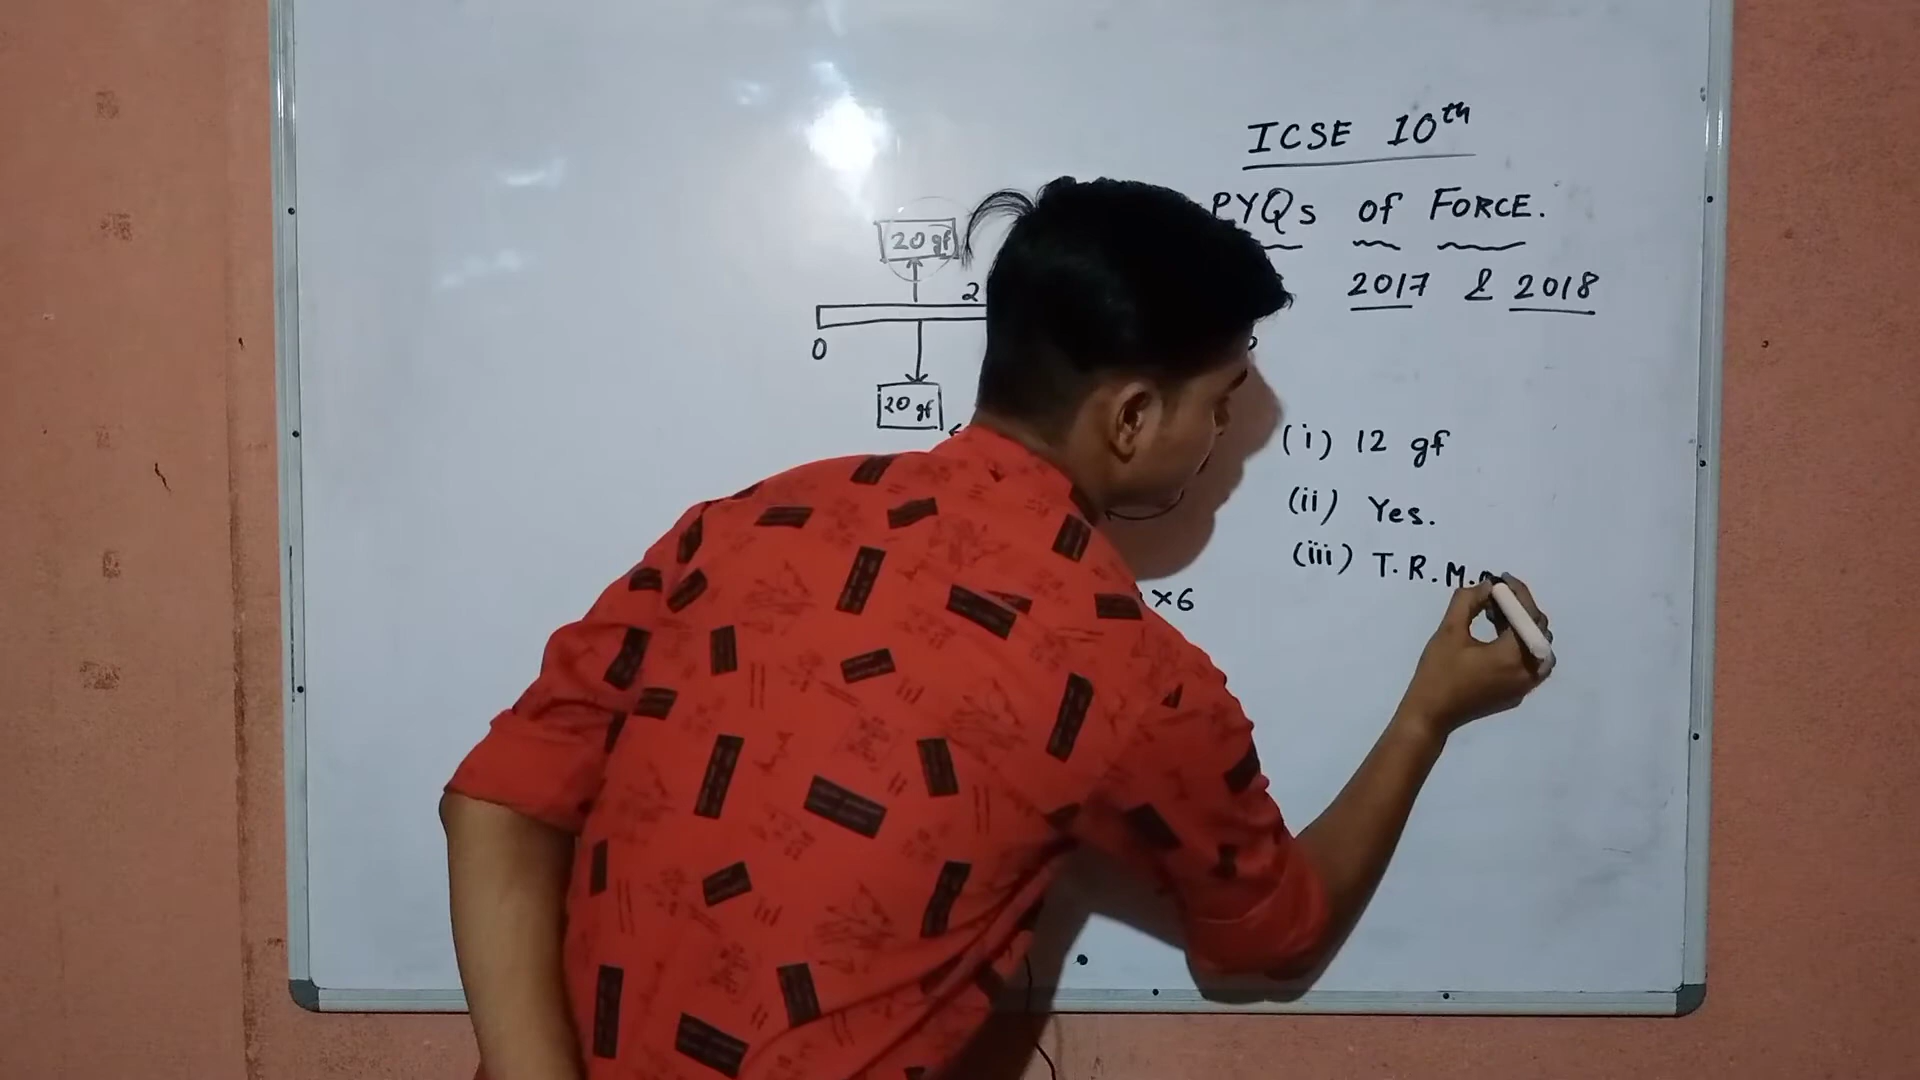 ICSE 10th
PYQs of FORCE.
2017 & 2018
20 gf
2
0
20 gf
(i) 12 gf
(ii) Yes.
(iii) T.R.M.
×6